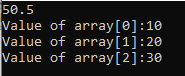 50.5
Value of array[0]:10
Value of array[1]:20
Value of array[2]:30